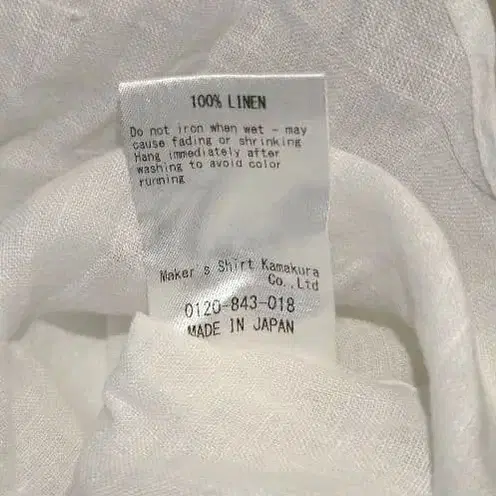 100% LINEN
Do not iron when wet - may
cause fading or shrinking
Hang immediately after
washing to avoid color
running
Maker's Shirt Kamakura
Co.,Ltd
0120-843-018
MADE IN JAPAN